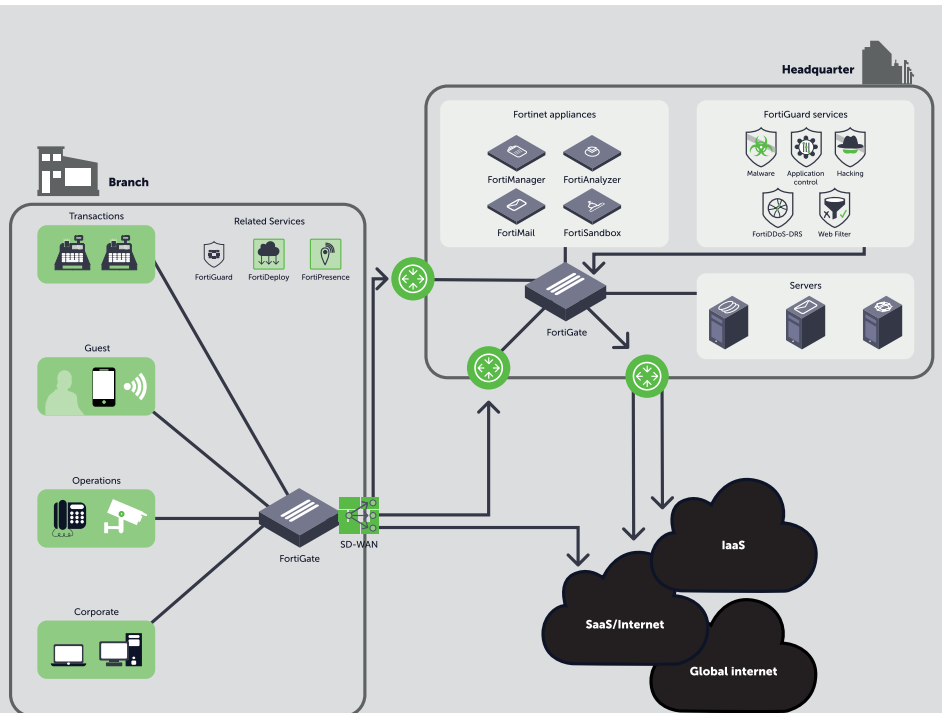 Headquarter
Fortinet appliances
FortiManager
FortiAnalyzer
FortiMail
FortiSandbox
FortiGuard services
Malware
Application
control
Hacking
FortiDDoS-DRS
Web Filter
Servers
FortiGate
Branch
Transactions
Related Services
FortiGuard
FortiDeploy
FortiPresence
Guest
Operations
Corporate
FortiGate
SD-WAN
IaaS
SaaS/Internet
Global internet